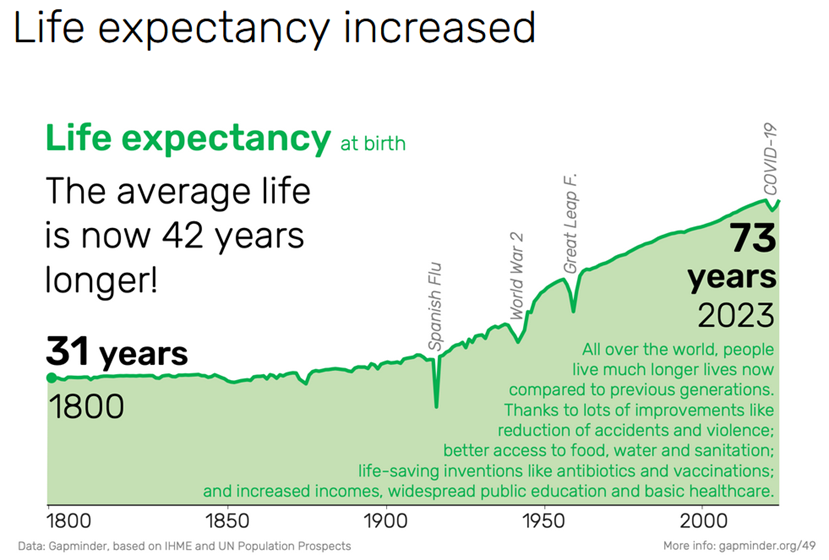 Life expectancy increased
Life expectancy at birth
The average life
is now 42 years
longer!
31 years
1800
Spanish Flu
World War 2
Great Leap F.
COVID-19
73
years
2023
All over the world, people
live much longer lives now
compared to previous generations.
Thanks to lots of improvements like
reduction of accidents and violence;
better access to food, water and sanitation;
life-saving inventions like antibiotics and vaccinations;
and increased incomes, widespread public education and basic healthcare.
1800 1850 1900 1950 2000
Data: Gapminder, based on IHME and UN Population Prospects
More info: gapminder.org/49